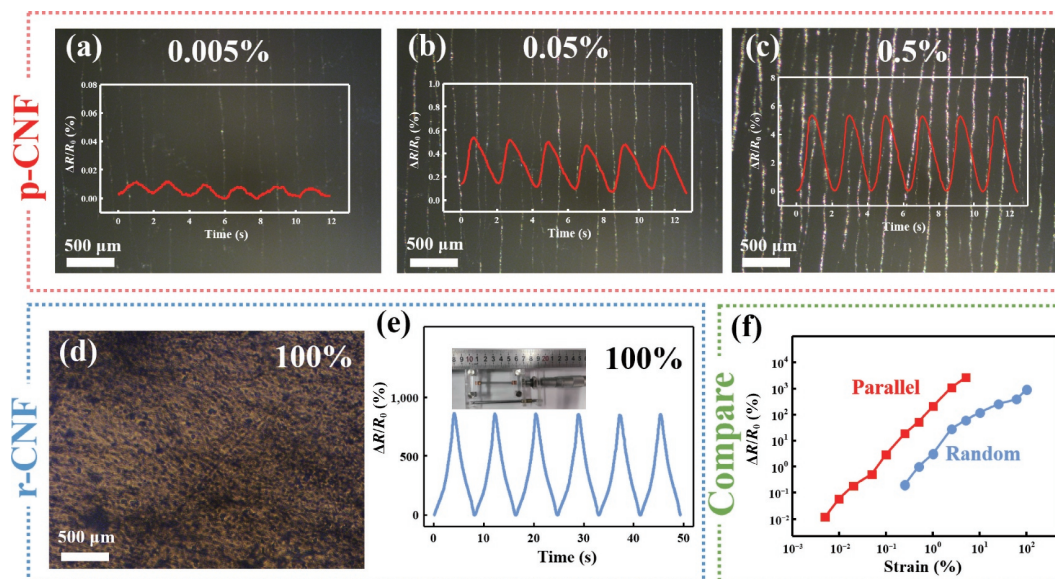 p-CNF
(a)
0.005%
ΔR/R₀ (%)
0.08
0.06
0.04
0.02
0.00
0 2 4 6 8 10 12
Time (s)
500 μm
(b)
0.05%
ΔR/R₀ (%)
1.0
0.8
0.6
0.4
0.2
0.0
0 2 4 6 8 10 12
Time (s)
500 μm
(c)
0.5%
ΔR/R₀ (%)
8
6
4
2
0
0 2 4 6 8 10 12
Time (s)
500 μm
r-CNF
(d)
100%
500 μm
(e)
100%
ΔR/R₀ (%)
1,000
500
0
0 10 20 30 40 50
Time (s)
Compare
(f)
ΔR/R₀ (%)
10⁴
10³
10²
10¹
10⁰
10⁻¹
10⁻²
Parallel
Random
10⁻³ 10⁻² 10⁻¹ 10⁰ 10¹ 10²
Strain (%)